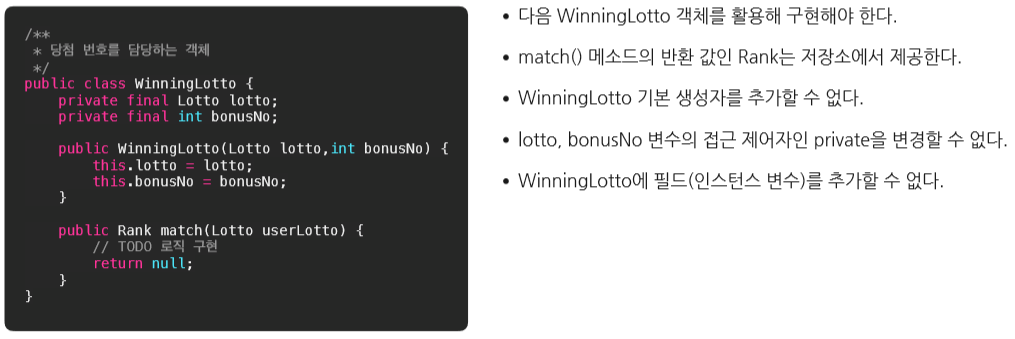 /**
 * 당첨 번호를 담당하는 객체
 */
public class WinningLotto {
    private final Lotto lotto;
    private final int bonusNo;

    public WinningLotto(Lotto lotto,int bonusNo) {
        this.lotto = lotto;
        this.bonusNo = bonusNo;
    }

    public Rank match(Lotto userLotto) {
        // TODO 로직 구현
        return null;
    }
}
• 다음 WinningLotto 객체를 활용해 구현해야 한다.
• match() 메소드의 반환 값인 Rank는 저장소에서 제공한다.
• WinningLotto 기본 생성자를 추가할 수 없다.
• lotto, bonusNo 변수의 접근 제어자인 private을 변경할 수 없다.
• WinningLotto에 필드(인스턴스 변수)를 추가할 수 없다.